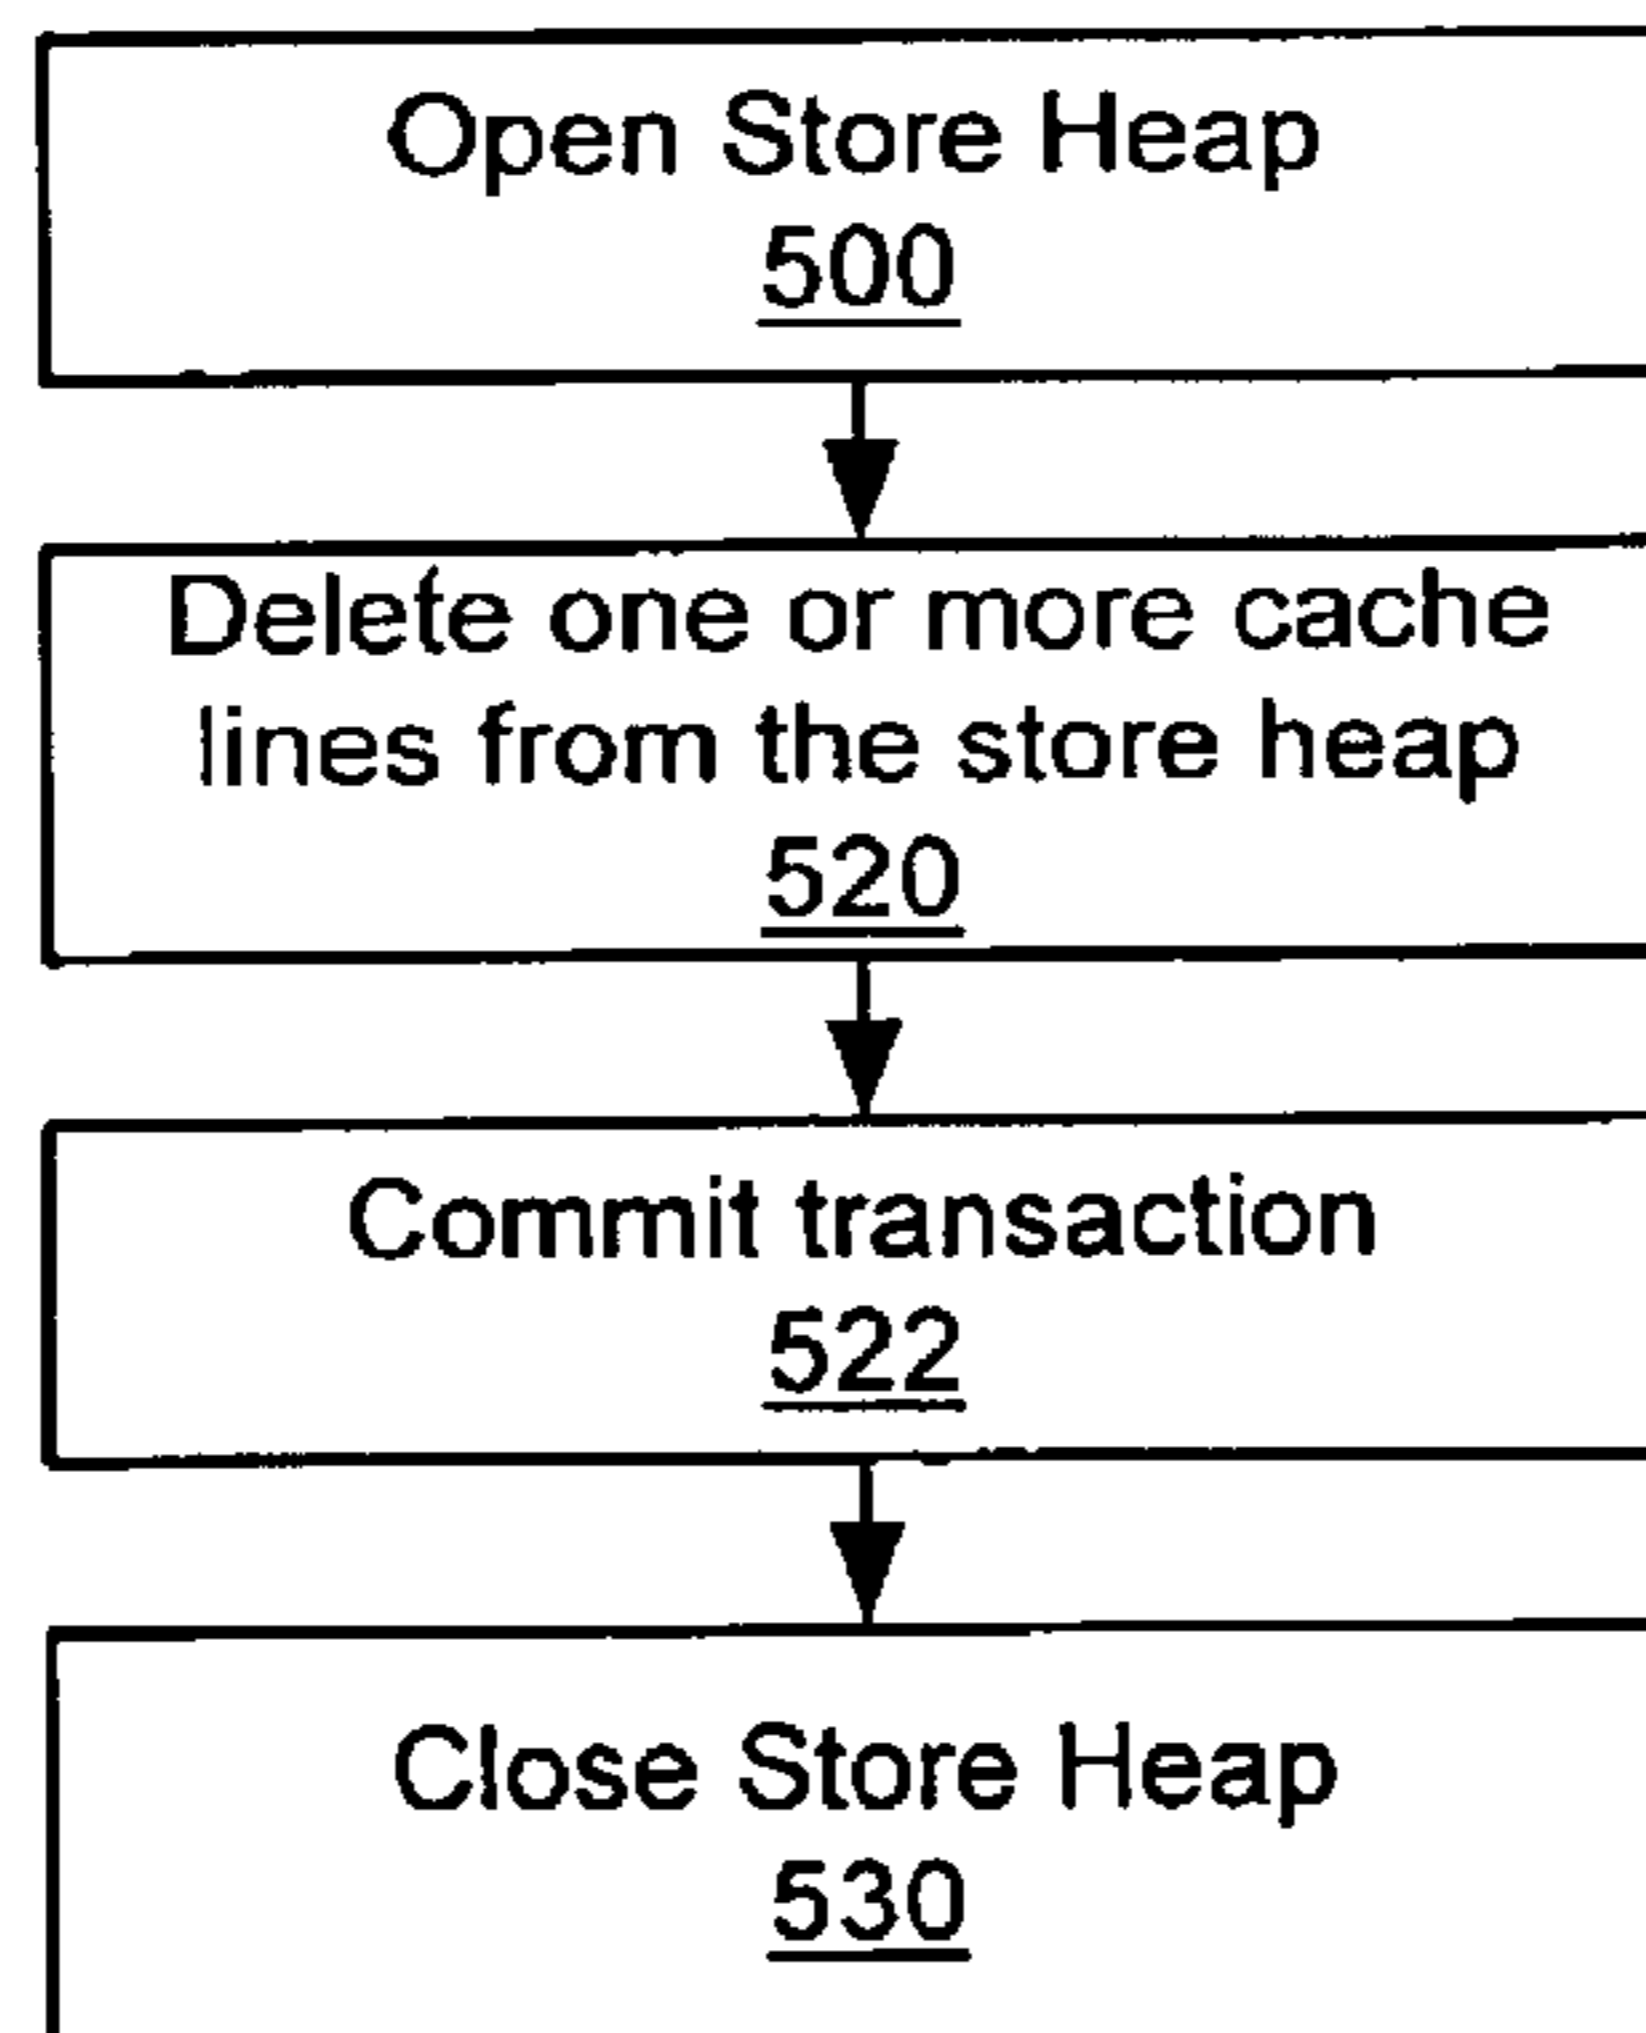 Open Store Heap
500
Delete one or more cache
lines from the store heap
520
Commit transaction
522
Close Store Heap
530